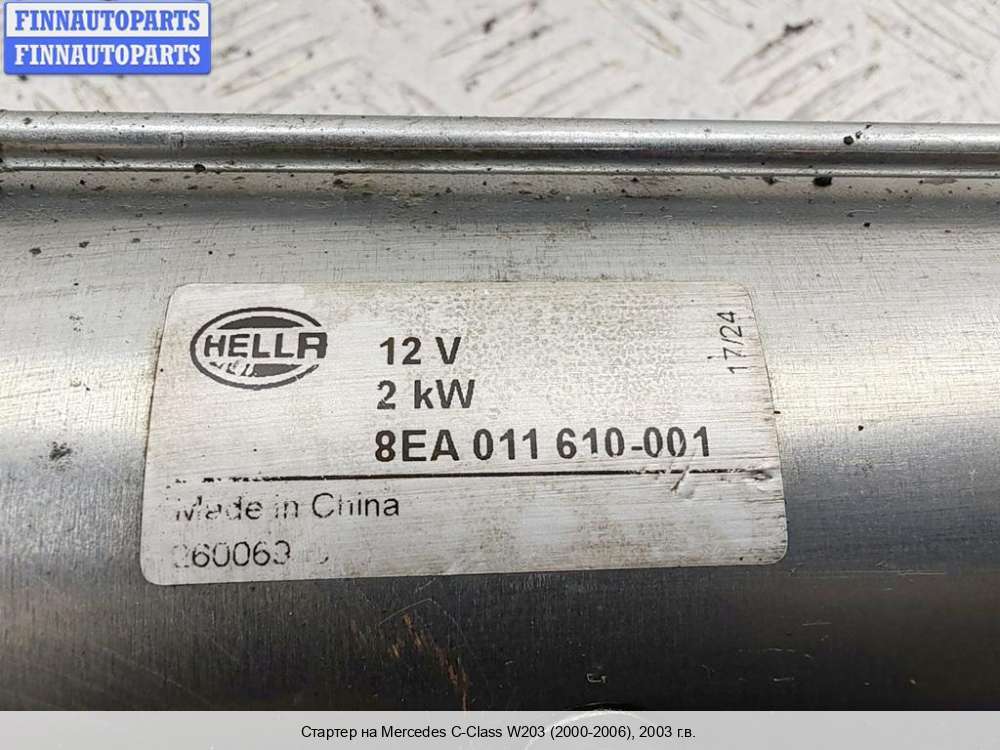 FINNAUTOPARTS
FINNAUTOPARTS
HELLA
12 V
2 kW
17/24
8EA 011 610-001
Made in China
Стартер на Mercedes C-Class W203 (2000-2006), 2003 г.в.